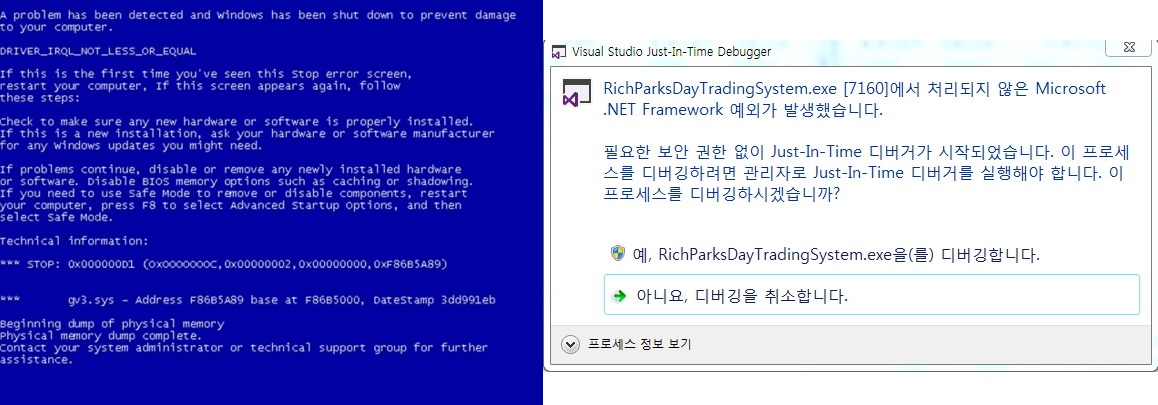 A problem has been detected and Windows has been shut down to prevent damage
to your computer.
DRIVER_IRQL_NOT_LESS_OR_EQUAL
If this is the first time you've seen this Stop error screen,
restart your computer, If this screen appears again, follow
these steps:
Check to make sure any new hardware or software is properly installed.
If this is a new installation, ask your hardware or software manufacturer
for any Windows updates you might need.
If problems continue, disable or remove any newly installed hardware
or software. Disable BIOS memory options such as caching or shadowing.
If you need to use Safe Mode to remove or disable components, restart
your computer, press F8 to select Advanced Startup Options, and then
select Safe Mode.
Technical information:
*** STOP: 0x000000D1 (0x0000000C,0x00000002,0x00000000,0xF86B5A89)
*** gv3.sys - Address F86B5A89 base at F86B5000, DateStamp 3dd991eb
Beginning dump of physical memory
Physical memory dump complete.
Contact your system administrator or technical support group for further
assistance.
Visual Studio Just-In-Time Debugger
RichParksDayTradingSystem.exe [7160]에서 처리되지 않은 Microsoft
.NET Framework 예외가 발생했습니다.
필요한 보안 권한 없이 Just-In-Time 디버거가 시작되었습니다. 이 프로세
스를 디버깅하려면 관리자로 Just-In-Time 디버거를 실행해야 합니다. 이
프로세스를 디버깅하시겠습니까?
예, RichParksDayTradingSystem.exe을(를) 디버깅합니다.
아니요, 디버깅을 취소합니다.
프로세스 정보 보기